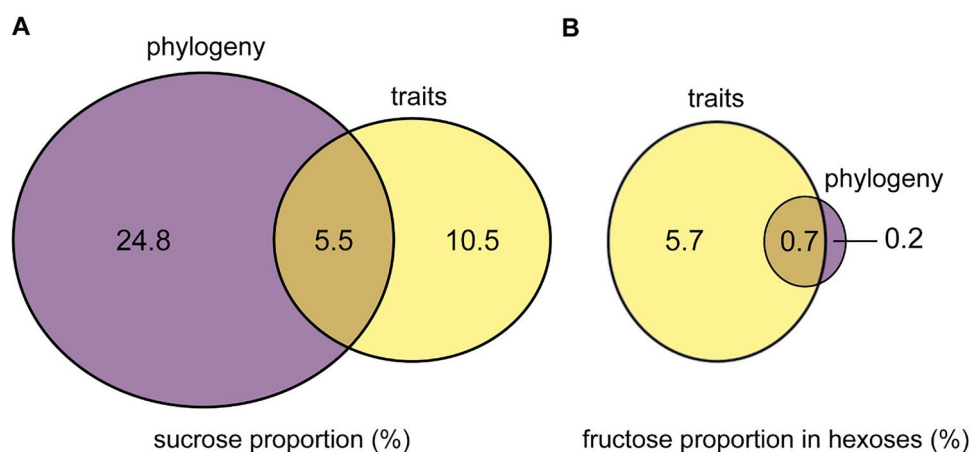 A
phylogeny
traits
24.8
5.5
10.5
sucrose proportion (%)
B
traits
phylogeny
5.7
0.7
0.2
fructose proportion in hexoses (%)